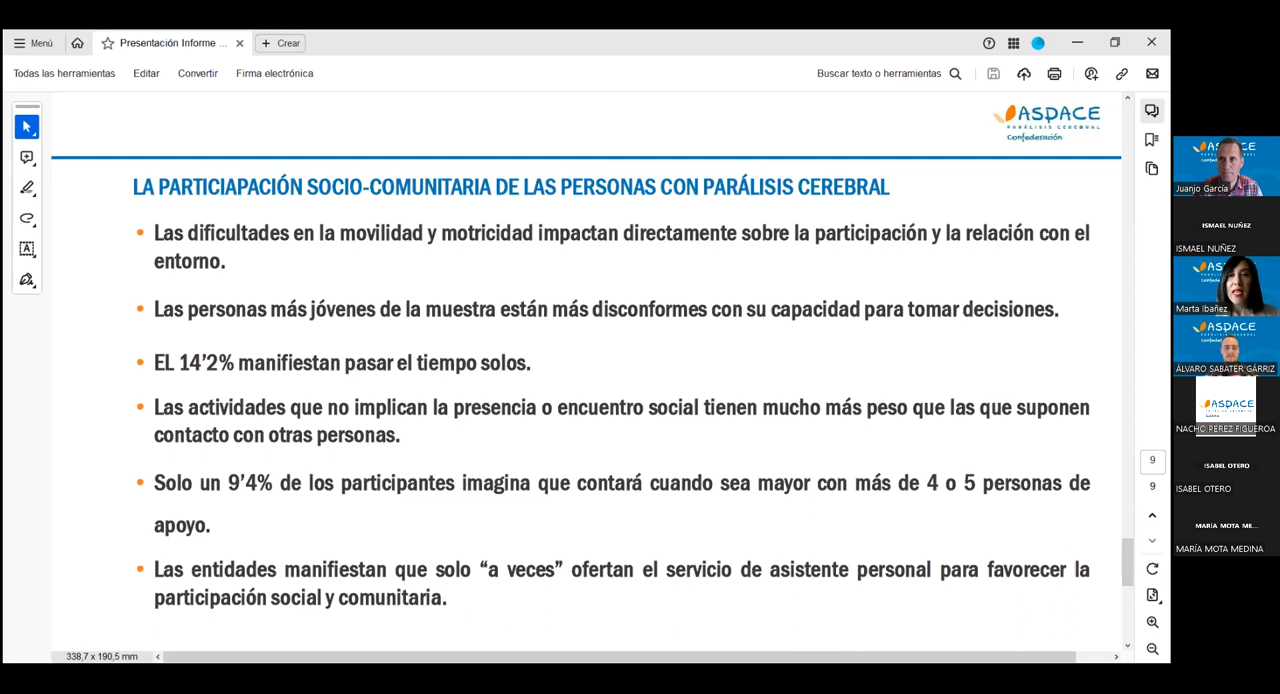 Menú
Presentación Informe ...
Crear
Todas las herramientas
Editar
Convertir
Firma electrónica
Buscar texto o herramientas
ASPACE
PARÁLISIS CEREBRAL
Confederación
LA PARTICIAPACIÓN SOCIO-COMUNITARIA DE LAS PERSONAS CON PARÁLISIS CEREBRAL
• Las dificultades en la movilidad y motricidad impactan directamente sobre la participación y la relación con el
entorno.
• Las personas más jóvenes de la muestra están más disconformes con su capacidad para tomar decisiones.
• EL 14’2% manifiestan pasar el tiempo solos.
• Las actividades que no implican la presencia o encuentro social tienen mucho más peso que las que suponen
contacto con otras personas.
• Solo un 9’4% de los participantes imagina que contará cuando sea mayor con más de 4 o 5 personas de
apoyo.
• Las entidades manifiestan que solo “a veces” ofertan el servicio de asistente personal para favorecer la
participación social y comunitaria.
338,7 x 190,5 mm
9
9
Juanjo García
ISMAEL NUÑEZ
ISMAEL NUÑEZ
Marta Ibañez
ASPACE
ÁLVARO SABATER GÁRRIZ
ASPACE
NACHO PÉREZ FIGUEROA
ISABEL OTERO
ISABEL OTERO
MARÍA MOTA ME...
MARÍA MOTA MEDINA